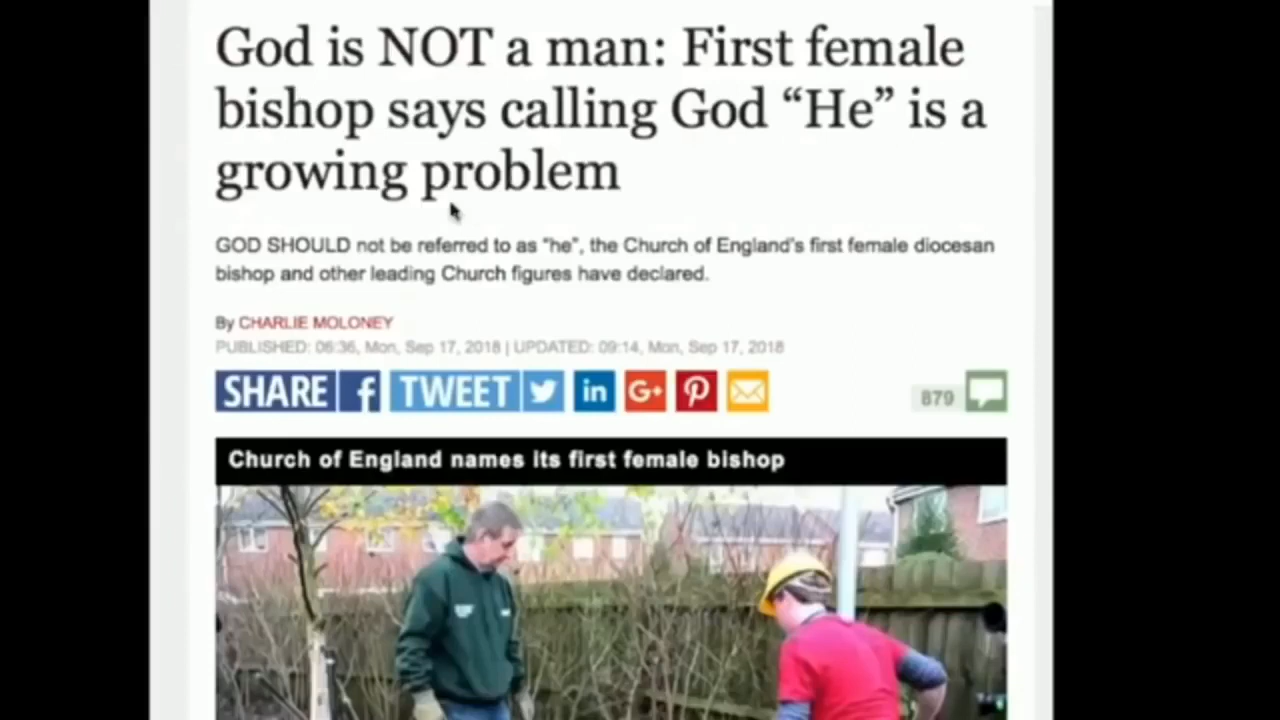 God is NOT a man: First female
bishop says calling God “He” is a
growing problem
GOD SHOULD not be referred to as "he", the Church of England's first female diocesan
bishop and other leading Church figures have declared.
By CHARLIE MOLONEY
PUBLISHED: 06:36, Mon, Sep 17, 2018 | UPDATED: 09:14, Mon, Sep 17, 2018
SHARE f TWEET in G+ 879
Church of England names its first female bishop